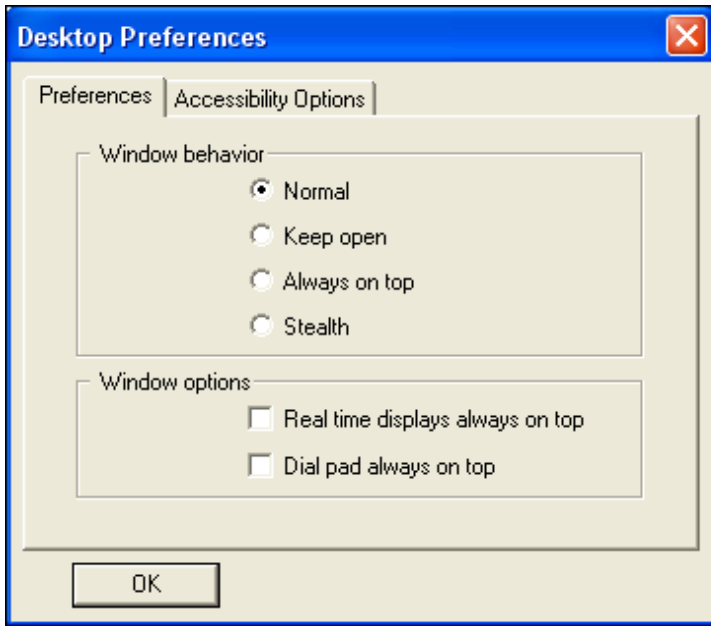 Desktop Preferences
Preferences Accessibility Options
Window behavior
Normal
Keep open
Always on top
Stealth
Window options
Real time displays always on top
Dial pad always on top
OK